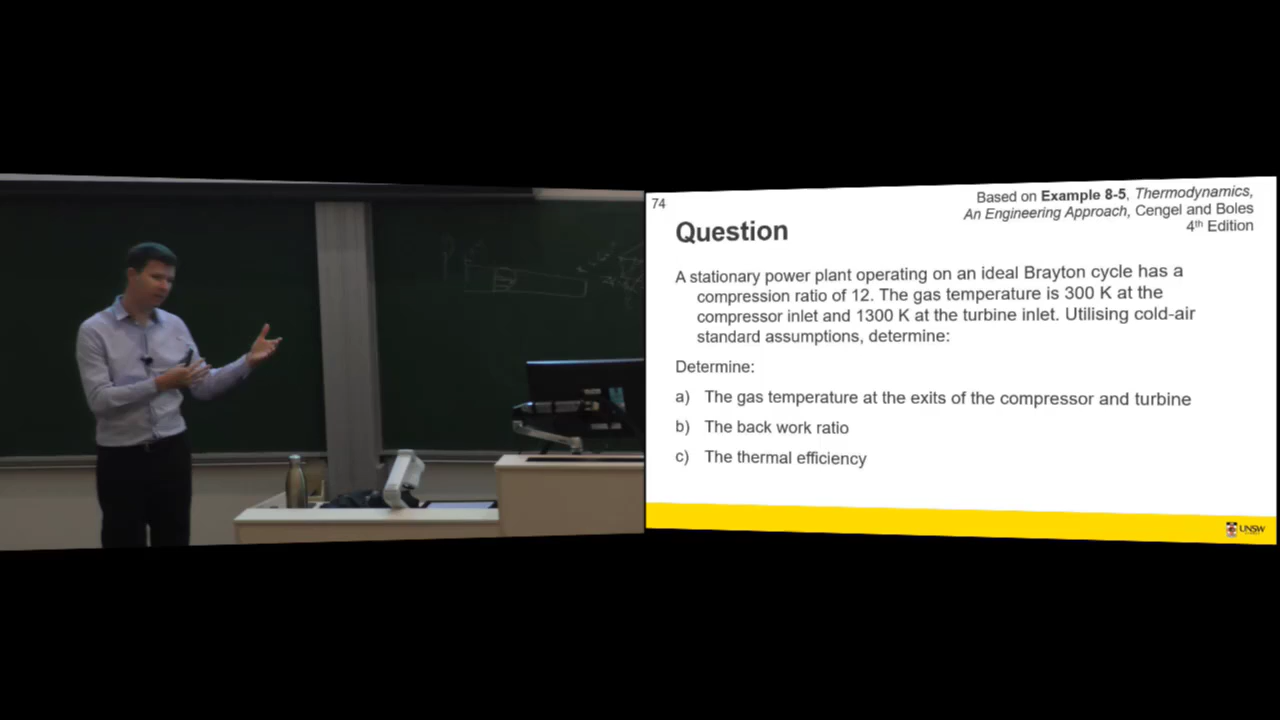 74
Based on Example 8-5, Thermodynamics,
An Engineering Approach, Cengel and Boles
4th Edition
Question
A stationary power plant operating on an ideal Brayton cycle has a
compression ratio of 12. The gas temperature is 300 K at the
compressor inlet and 1300 K at the turbine inlet. Utilising cold-air
standard assumptions, determine:
Determine:
a) The gas temperature at the exits of the compressor and turbine
b) The back work ratio
c) The thermal efficiency
UNSW